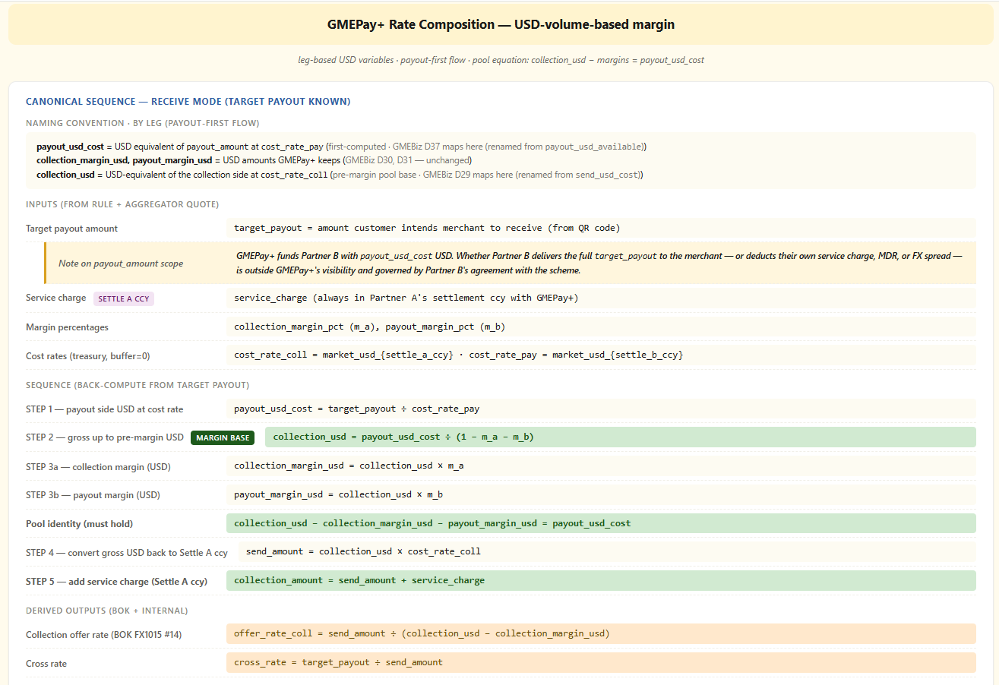 GMEPay+ Rate Composition — USD-volume-based margin
leg-based USD variables · payout-first flow · pool equation: collection_usd − margins = payout_usd_cost
CANONICAL SEQUENCE — RECEIVE MODE (TARGET PAYOUT KNOWN)
NAMING CONVENTION · BY LEG (PAYOUT-FIRST FLOW)
payout_usd_cost = USD equivalent of payout_amount at cost_rate_pay (first-computed · GMEBiz D37 maps here (renamed from payout_usd_available))
collection_margin_usd, payout_margin_usd = USD amounts GMEPay+ keeps (GMEBiz D30, D31 — unchanged)
collection_usd = USD-equivalent of the collection side at cost_rate_coll (pre-margin pool base · GMEBiz D29 maps here (renamed from send_usd_cost))
INPUTS (FROM RULE + AGGREGATOR QUOTE)
Target payout amount target_payout = amount customer intends merchant to receive (from QR code)
Note on payout_amount scope GMEPay+ funds Partner B with payout_usd_cost USD. Whether Partner B delivers the full target_payout to the merchant — or deducts their own service charge, MDR, or FX spread —
is outside GMEPay+'s visibility and governed by Partner B's agreement with the scheme.
Service charge SETTLE A CCY service_charge (always in Partner A's settlement ccy with GMEPay+)
Margin percentages collection_margin_pct (m_a), payout_margin_pct (m_b)
Cost rates (treasury, buffer=0) cost_rate_coll = market_usd_{settle_a_ccy} · cost_rate_pay = market_usd_{settle_b_ccy}
SEQUENCE (BACK-COMPUTE FROM TARGET PAYOUT)
STEP 1 — payout side USD at cost rate payout_usd_cost = target_payout ÷ cost_rate_pay
STEP 2 — gross up to pre-margin USD MARGIN BASE collection_usd = payout_usd_cost ÷ (1 − m_a − m_b)
STEP 3a — collection margin (USD) collection_margin_usd = collection_usd × m_a
STEP 3b — payout margin (USD) payout_margin_usd = collection_usd × m_b
Pool identity (must hold) collection_usd − collection_margin_usd − payout_margin_usd = payout_usd_cost
STEP 4 — convert gross USD back to Settle A ccy send_amount = collection_usd × cost_rate_coll
STEP 5 — add service charge (Settle A ccy) collection_amount = send_amount + service_charge
DERIVED OUTPUTS (BOK + INTERNAL)
Collection offer rate (BOK FX1015 #14) offer_rate_coll = send_amount ÷ (collection_usd − collection_margin_usd)
Cross rate cross_rate = target_payout ÷ send_amount